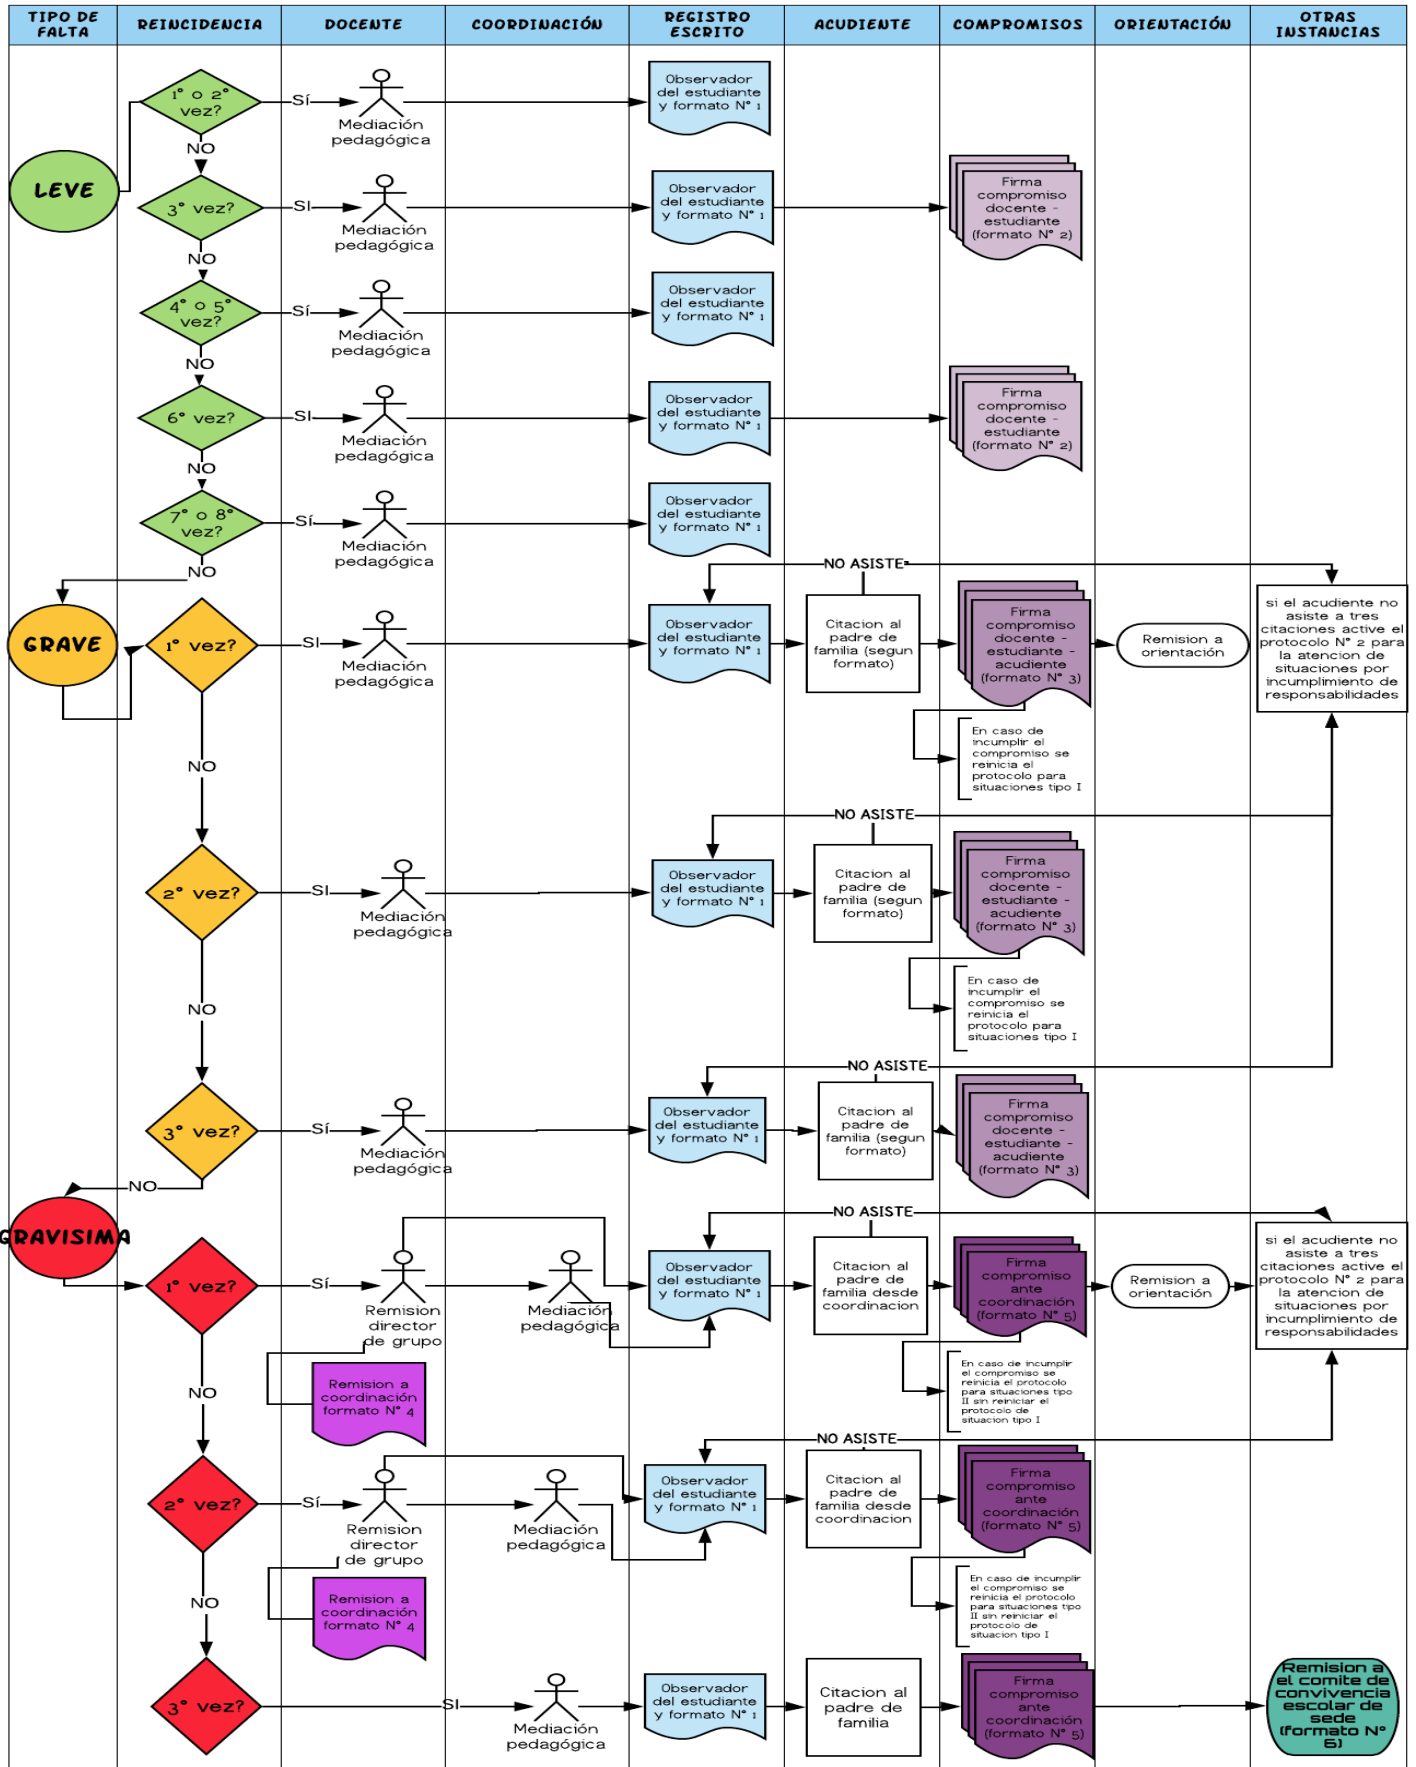 TIPO DE
FALTA
REINCIDENCIA
DOCENTE
COORDINACIÓN
REGISTRO
ESCRITO
ACUDIENTE
COMPROMISOS
ORIENTACIÓN
OTRAS
INSTANCIAS
LEVE
1° o 2°
vez?
Sí
Mediación
pedagógica
Observador
del estudiante
y formato N° 1
NO
3° vez?
SI
Mediación
pedagógica
Observador
del estudiante
y formato N° 1
Firma
compromiso
docente -
estudiante
(formato N° 2)
NO
4° o 5°
vez?
Sí
Mediación
pedagógica
Observador
del estudiante
y formato N° 1
NO
6° vez?
SI
Mediación
pedagógica
Observador
del estudiante
y formato N° 1
Firma
compromiso
docente -
estudiante
(formato N° 2)
NO
7° o 8°
vez?
Sí
Mediación
pedagógica
Observador
del estudiante
y formato N° 1
NO
GRAVE
1° vez?
SI
Mediación
pedagógica
Observador
del estudiante
y formato N° 1
NO ASISTE
Citacion al
padre de
familia (segun
formato)
Firma
compromiso
docente -
estudiante -
acudiente
(formato N° 3)
Remision a
orientación
si el acudiente no
asiste a tres
citaciones active el
protocolo N° 2 para
la atencion de
situaciones por
incumplimiento de
responsabilidades
En caso de
incumplir el
compromiso se
reinicia el
protocolo para
situaciones tipo I
NO
2° vez?
SI
Mediación
pedagógica
Observador
del estudiante
y formato N° 1
NO ASISTE
Citacion al
padre de
familia (segun
formato)
Firma
compromiso
docente -
estudiante -
acudiente
(formato N° 3)
En caso de
incumplir el
compromiso se
reinicia el
protocolo para
situaciones tipo I
NO
3° vez?
Sí
Mediación
pedagógica
Observador
del estudiante
y formato N° 1
NO ASISTE
Citacion al
padre de
familia (segun
formato)
Firma
compromiso
docente -
estudiante -
acudiente
(formato N° 3)
NO
GRAVISIMA
1° vez?
Sí
Remision
director
de grupo
Remision a
coordinación
formato N° 4
Mediación
pedagógica
Observador
del estudiante
y formato N° 1
NO ASISTE
Citacion al
padre de
familia desde
coordinacion
Firma
compromiso
ante
coordinación
(formato N° 5)
Remision a
orientación
si el acudiente no
asiste a tres
citaciones active el
protocolo N° 2 para
la atencion de
situaciones por
incumplimiento de
responsabilidades
En caso de incumplir
el compromiso se
reinicia el protocolo
para situaciones tipo
II sin reiniciar el
protocolo de
situacion tipo I
NO
2° vez?
Sí
Remision
director
de grupo
Remision a
coordinación
formato N° 4
Mediación
pedagógica
Observador
del estudiante
y formato N° 1
NO ASISTE
Citacion al
padre de
familia desde
coordinacion
Firma
compromiso
ante
coordinación
(formato N° 5)
En caso de incumplir
el compromiso se
reinicia el protocolo
para situaciones tipo
II sin reiniciar el
protocolo de
situacion tipo I
NO
3° vez?
SI
Mediación
pedagógica
Observador
del estudiante
y formato N° 1
Citacion al
padre de
familia
Firma
compromiso
ante
coordinación
(formato N° 5)
Remision a
el comite de
convivencia
escolar de
sede
(formato N°
6)